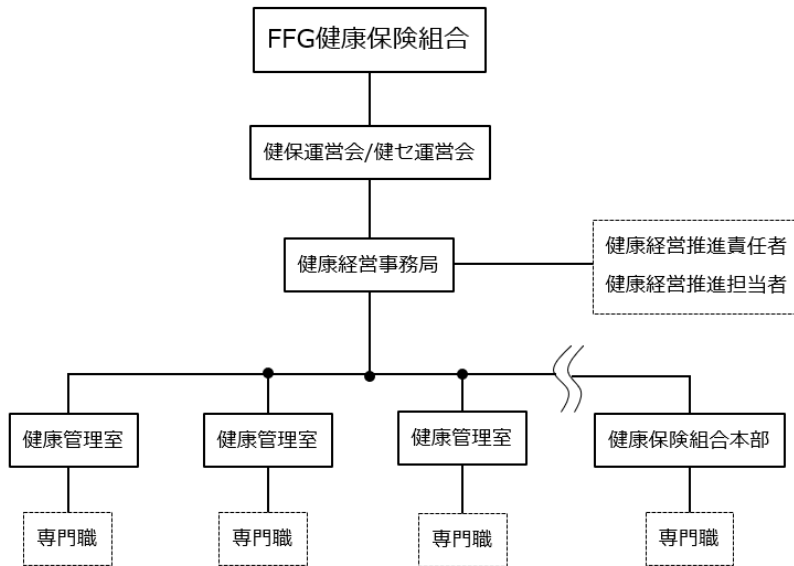 FFG健康保険組合
健保運営会/健セ運営会
健康経営事務局
健康経営推進責任者
健康経営推進担当者
健康管理室
健康管理室
健康管理室
健康保険組合本部
専門職
専門職
専門職
専門職